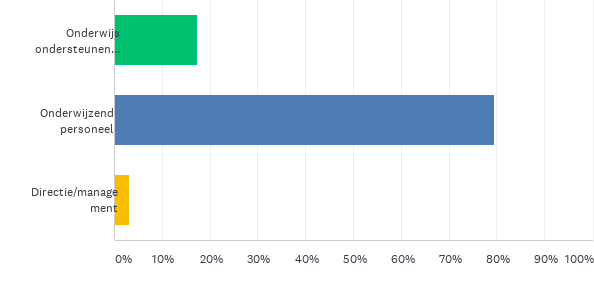 Onderwijs
ondersteunen...
Onderwijzend
personeel
Directie/manage
ment
0% 10% 20% 30% 40% 50% 60% 70% 80% 90% 100%